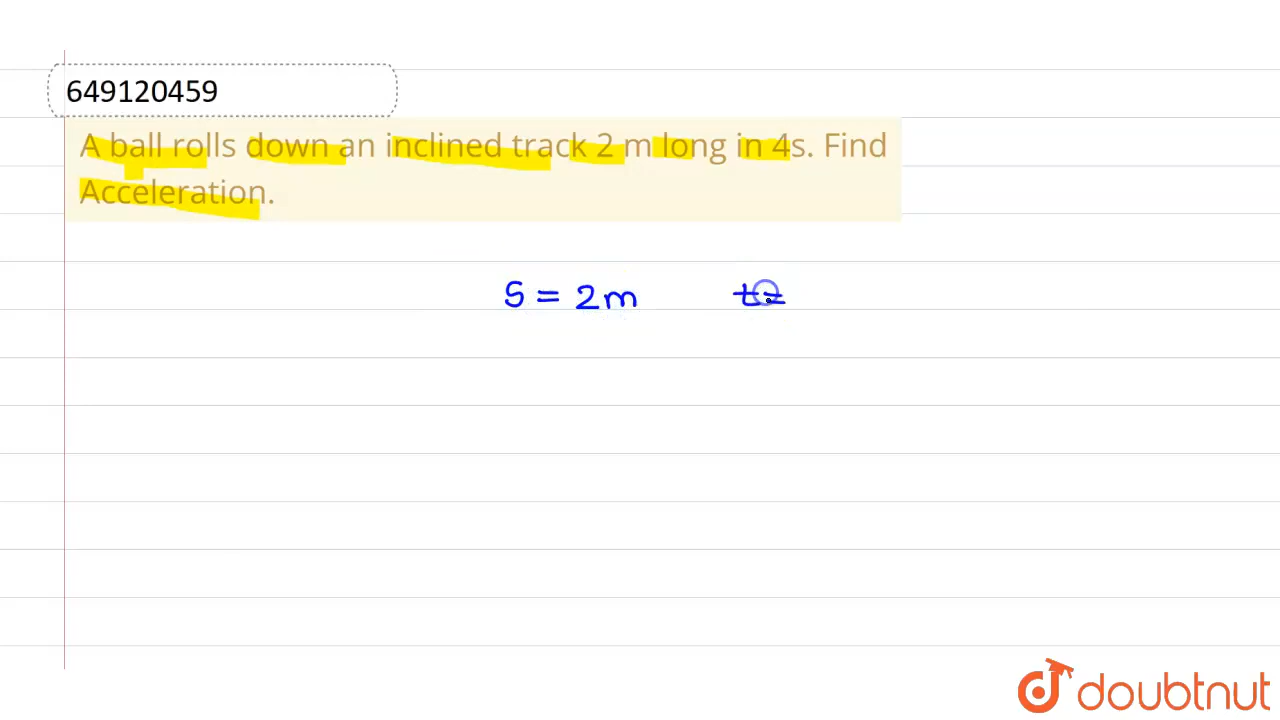 649120459
A ball rolls down an inclined track 2 m long in 4s. Find
Acceleration.
S = 2m t=
doubtnut